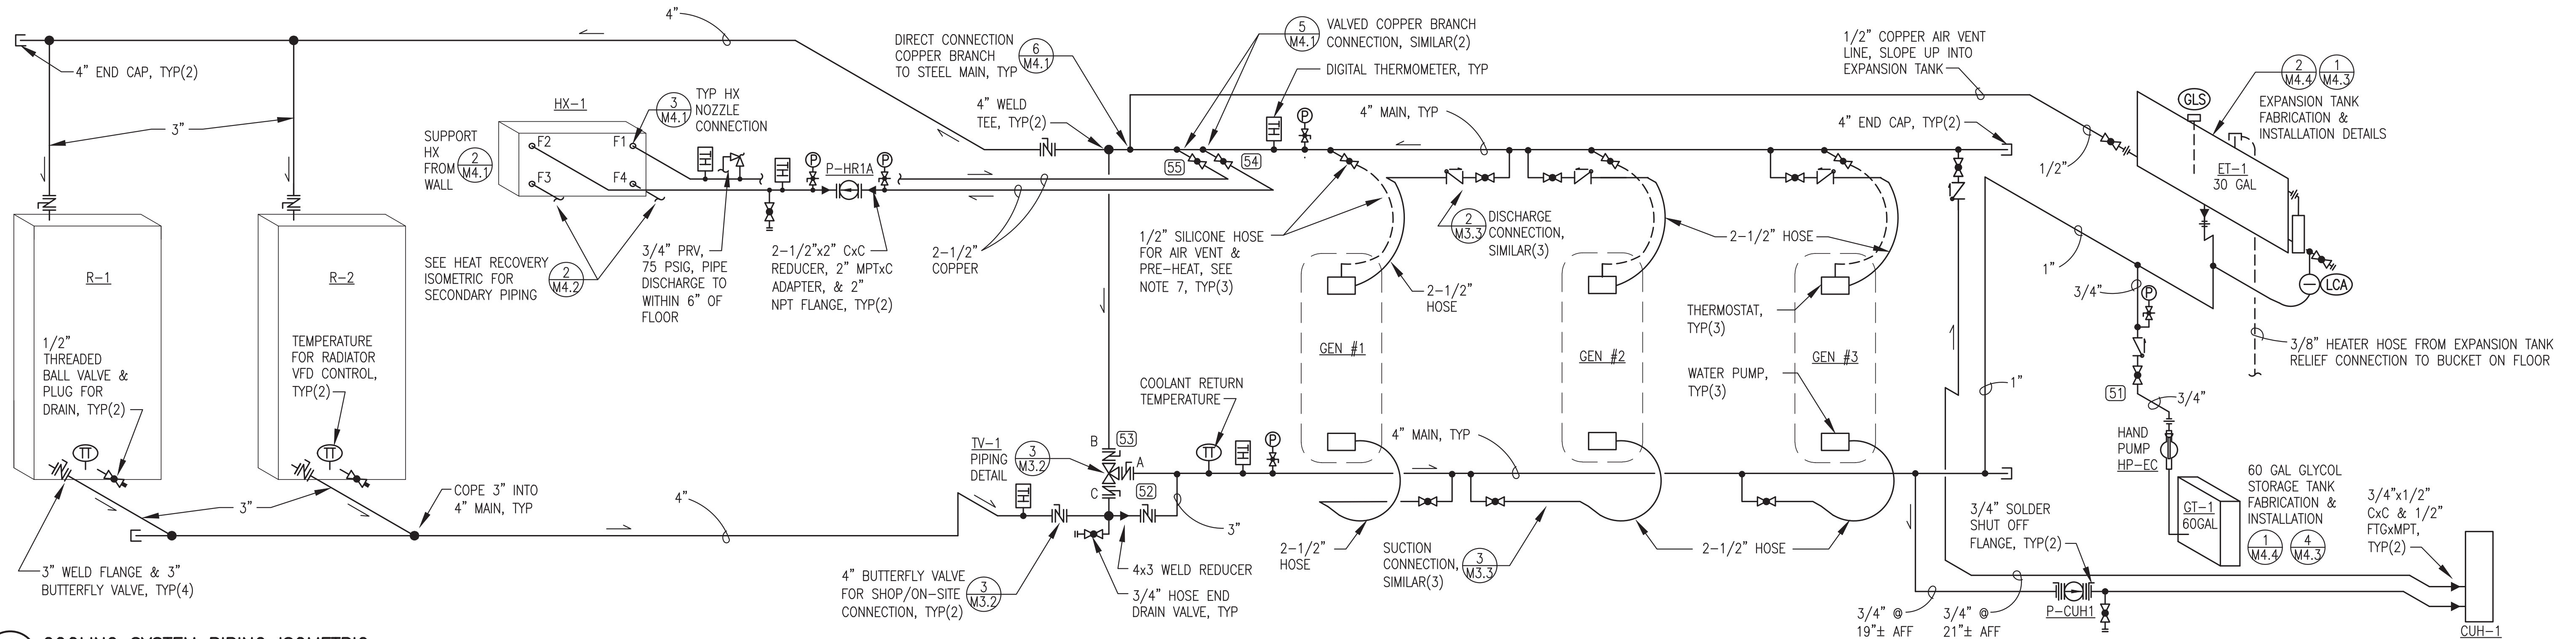 4"
4" END CAP, TYP(2)
3"
HX-1
3
M4.1
TYP HX
NOZZLE
CONNECTION
SUPPORT
HX
FROM
WALL
2
M4.1
F2
F1
F3
F4
TH
P
TH
P
P-HR1A
P
DIRECT CONNECTION
COPPER BRANCH
TO STEEL MAIN, TYP
6
M4.1
4" WELD
TEE, TYP(2)
5
M4.1
VALVED COPPER BRANCH
CONNECTION, SIMILAR(2)
DIGITAL THERMOMETER, TYP
TH
P
4" MAIN, TYP
55
54
1/2" COPPER AIR VENT
LINE, SLOPE UP INTO
EXPANSION TANK
4" END CAP, TYP(2)
1/2"
GLS
2
M4.4
1
M4.3
EXPANSION TANK
FABRICATION &
INSTALLATION DETAILS
ET-1
30 GAL
LCA
R-1
R-2
SEE HEAT RECOVERY
ISOMETRIC FOR
SECONDARY PIPING
2
M4.2
3/4" PRV,
75 PSIG, PIPE
DISCHARGE TO
WITHIN 6" OF
FLOOR
2-1/2"x2" CxC
REDUCER, 2" MPTxC
ADAPTER, & 2"
NPT FLANGE, TYP(2)
2-1/2"
COPPER
1/2" SILICONE HOSE
FOR AIR VENT &
PRE-HEAT, SEE
NOTE 7, TYP(3)
2
M3.3
DISCHARGE
CONNECTION,
SIMILAR(3)
2-1/2" HOSE
2-1/2"
HOSE
THERMOSTAT,
TYP(3)
GEN #1
GEN #2
GEN #3
WATER PUMP,
TYP(3)
1"
3/4"
P
1"
3/8" HEATER HOSE FROM EXPANSION TANK
RELIEF CONNECTION TO BUCKET ON FLOOR
1/2"
THREADED
BALL VALVE &
PLUG FOR
DRAIN, TYP(2)
TEMPERATURE
FOR RADIATOR
VFD CONTROL,
TYP(2)
TT
TT
3"
COPE 3" INTO
4" MAIN, TYP
4"
3" WELD FLANGE & 3"
BUTTERFLY VALVE, TYP(4)
COOLANT RETURN
TEMPERATURE
TV-1
PIPING
DETAIL
3
M3.2
B
53
A
C
52
TT
TH
P
TH
3"
4" MAIN, TYP
4" BUTTERFLY VALVE
FOR SHOP/ON-SITE
CONNECTION, TYP(2)
3
M3.2
4x3 WELD REDUCER
3/4" HOSE END
DRAIN VALVE, TYP
2-1/2"
HOSE
SUCTION
CONNECTION,
SIMILAR(3)
3
M3.3
2-1/2" HOSE
51
3/4"
HAND
PUMP
HP-EC
GT-1
60GAL
60 GAL GLYCOL
STORAGE TANK
FABRICATION &
INSTALLATION
1
M4.4
4
M4.3
3/4" SOLDER
SHUT OFF
FLANGE, TYP(2)
3/4"x1/2"
CxC & 1/2"
FTGxMPT,
TYP(2)
3/4" @
19"± AFF
3/4" @
21"± AFF
P-CUH1
CUH-1
COOLING SYSTEM PIPING ISOMETRIC